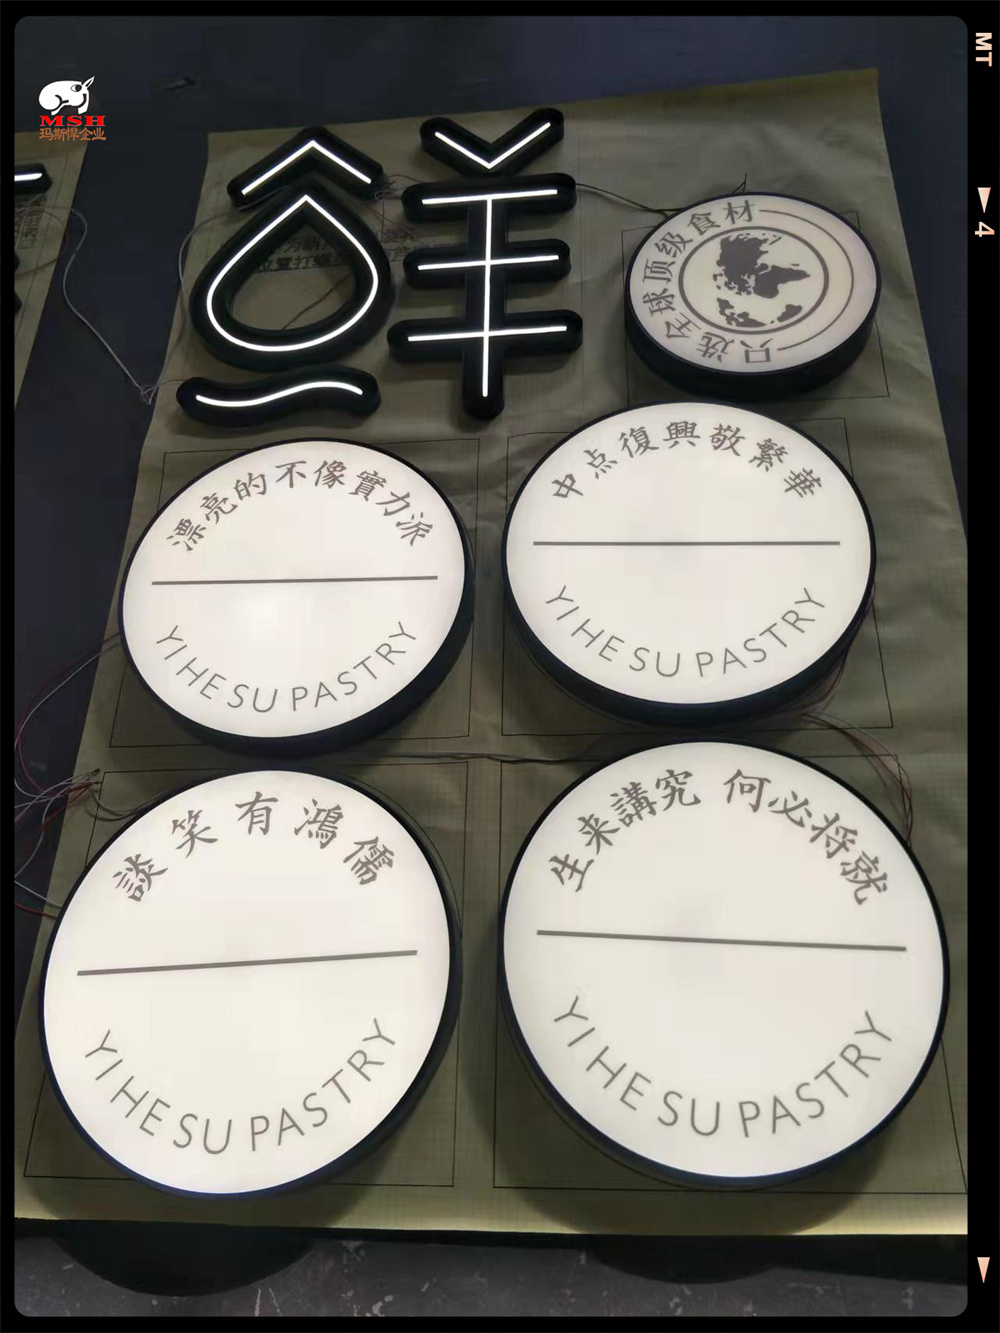 MSH
玛斯悍企业
MT
4
鲜
只选全球顶级食材
漂亮的不像實力派
YI HE SU PASTRY
中点復興敬繁華
YI HE SU PASTRY
談笑有鴻儒
YI HE SU PASTRY
生来講究 何必将就
YI HE SU PASTRY